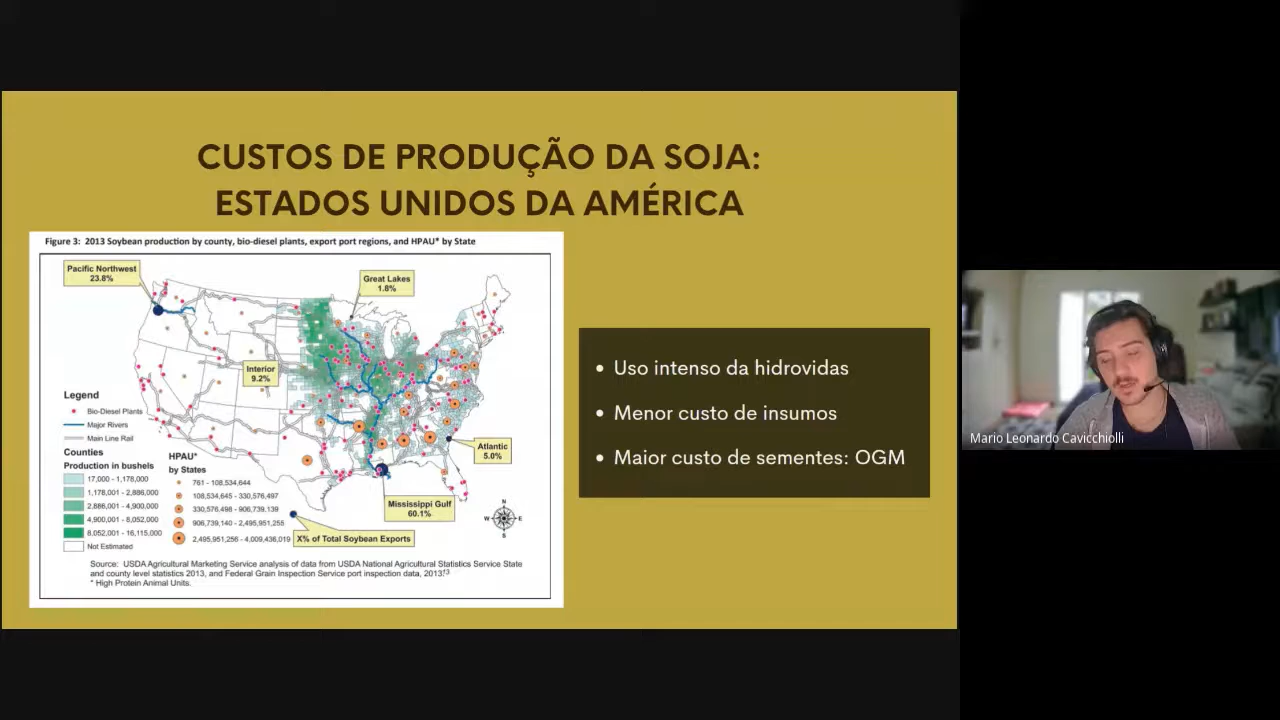 CUSTOS DE PRODUÇÃO DA SOJA:
ESTADOS UNIDOS DA AMÉRICA
Figure 3: 2013 Soybean production by county, bio-diesel plants, export port regions, and HPAU* by State
Pacific Northwest
23.8%
Great Lakes
1.8%
Interior
9.2%
Atlantic
5.0%
Mississippi Gulf
60.1%
X% of Total Soybean Exports
N
W
E
S
Legend
Bio-Diesel Plants
Major Rivers
Main Line Rail
Counties
Production in bushels
17,000 - 1,178,000
1,178,001 - 2,886,000
2,886,001 - 4,900,000
4,900,001 - 8,052,000
8,052,001 - 16,115,000
Not Estimated
HPAU*
by States
761 - 108,534,644
108,534,645 - 330,576,497
330,576,498 - 906,739,139
906,739,140 - 2,495,951,255
2,495,951,256 - 4,009,436,019
Source: USDA Agricultural Marketing Service analysis of data from USDA National Agricultural Statistics Service State
and county level statistics 2013, and Federal Grain Inspection Service port inspection data, 2013.
* High Protein Animal Units.
Uso intenso da hidrovidas
Menor custo de insumos
Maior custo de sementes: OGM
Mario Leonardo Cavicchiolli